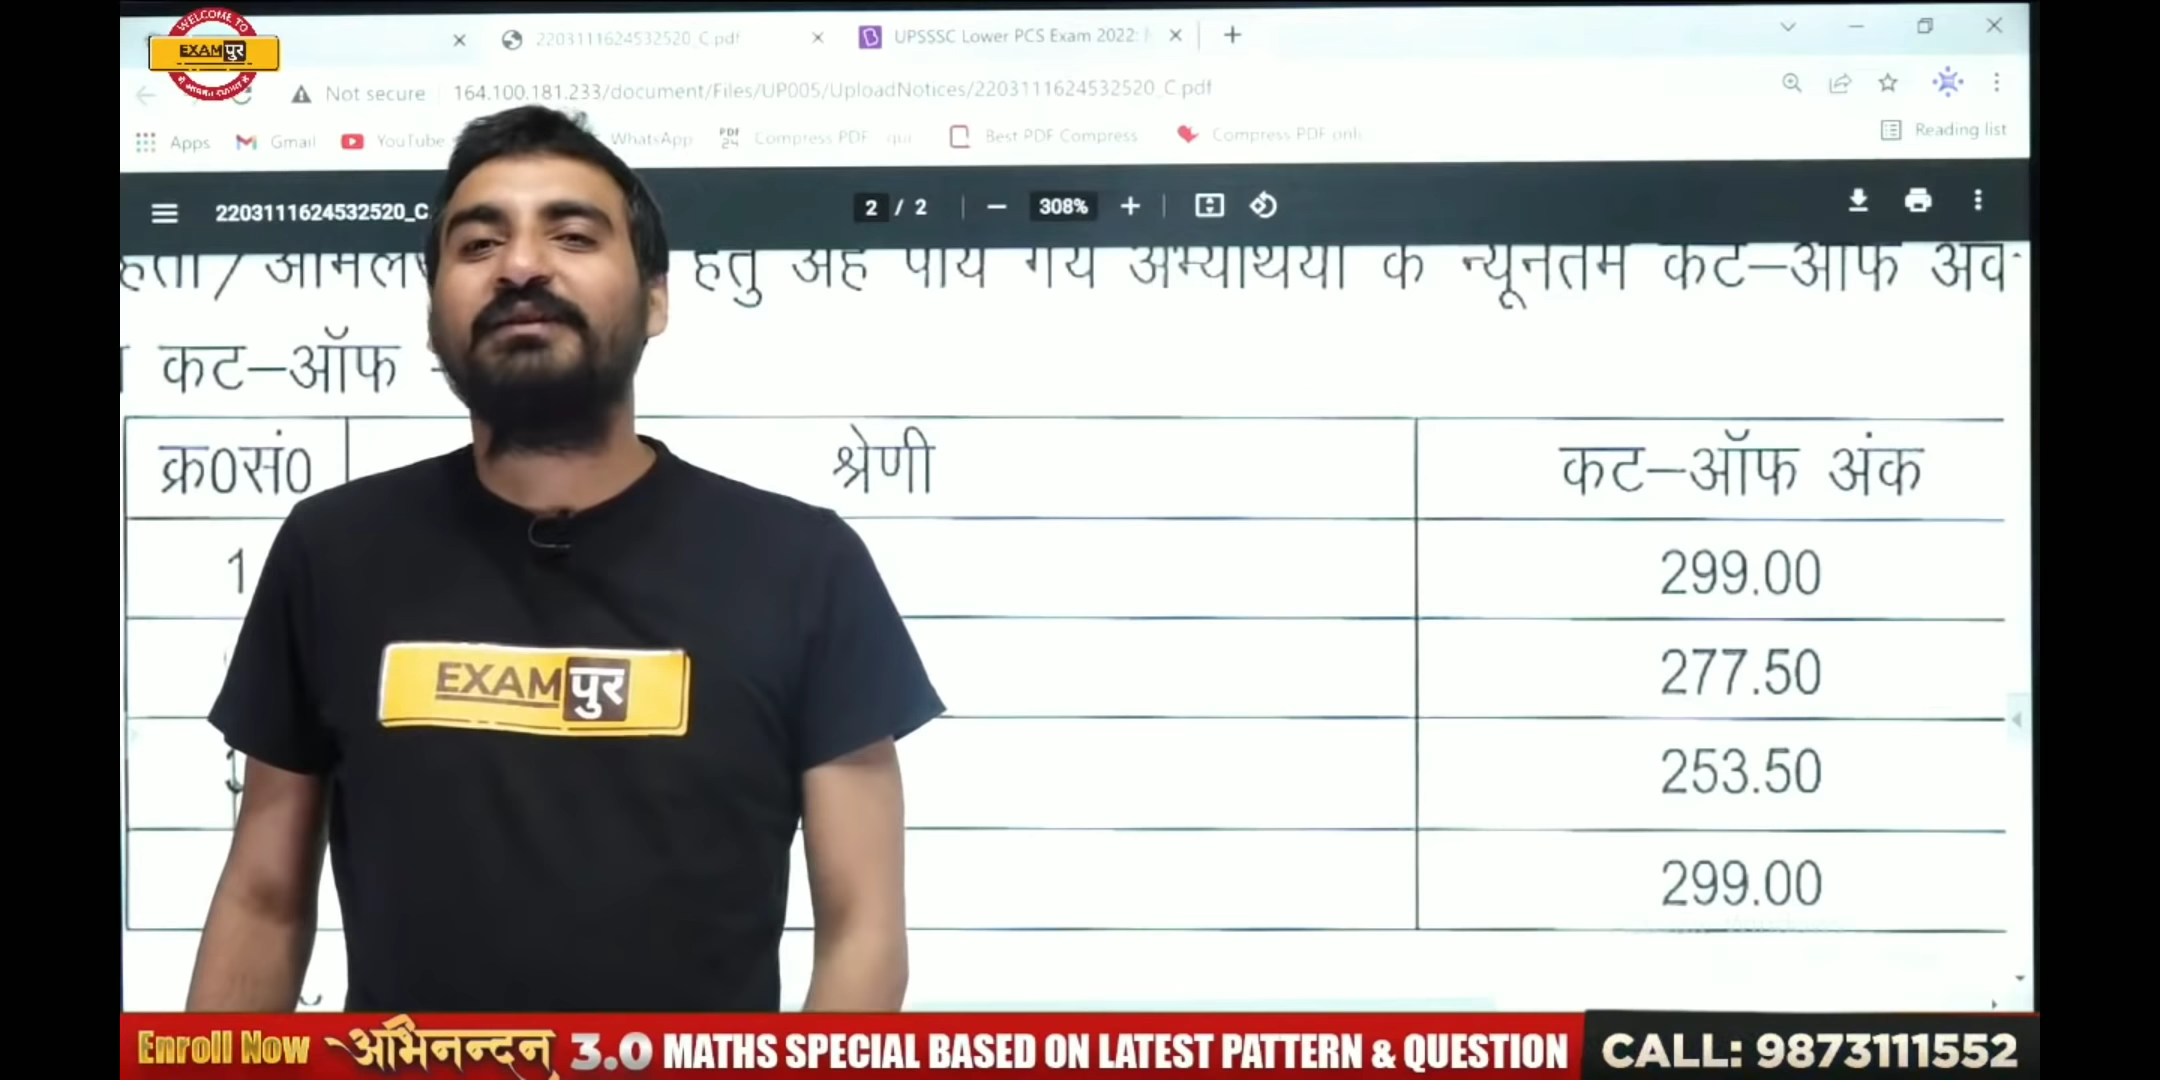 WELCOME TO
EXAMपुर
2203111624532520_C.pdf
UPSSSC Lower PCS Exam 2022:
Not secure
164.100.181.233/document/Files/UP005/UploadNotices/2203111624532520_C.pdf
Apps Gmail YouTube WhatsApp Compress PDF Best PDF Compress Compress PDF onli
Reading list
2203111624532520_C
2 / 2
308%
हेतु अर्ह पाये गये अभ्यर्थियों के न्यूनतम कट–ऑफ
कट–ऑफ
क्र0सं0 श्रेणी कट–ऑफ अंक
1 299.00
277.50
253.50
299.00
EXAMपुर
Enroll Now अभिनन्दन 3.0 MATHS SPECIAL BASED ON LATEST PATTERN & QUESTION CALL: 9873111552